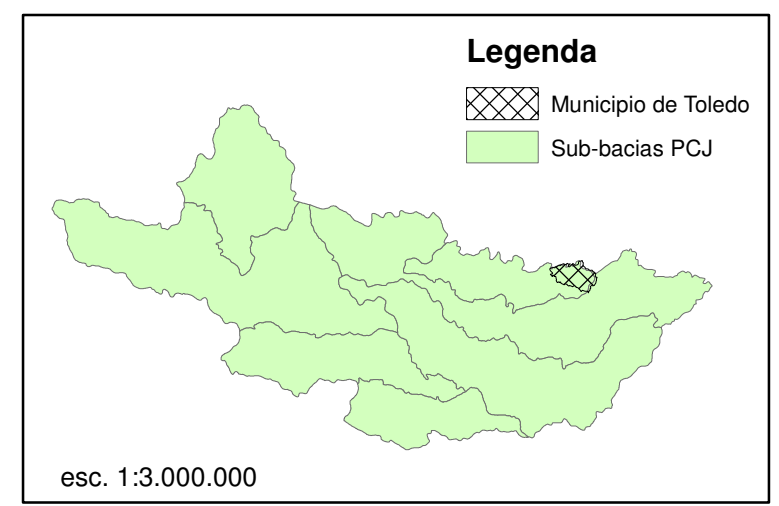 Legenda
Municipio de Toledo
Sub-bacias PCJ
esc. 1:3.000.000